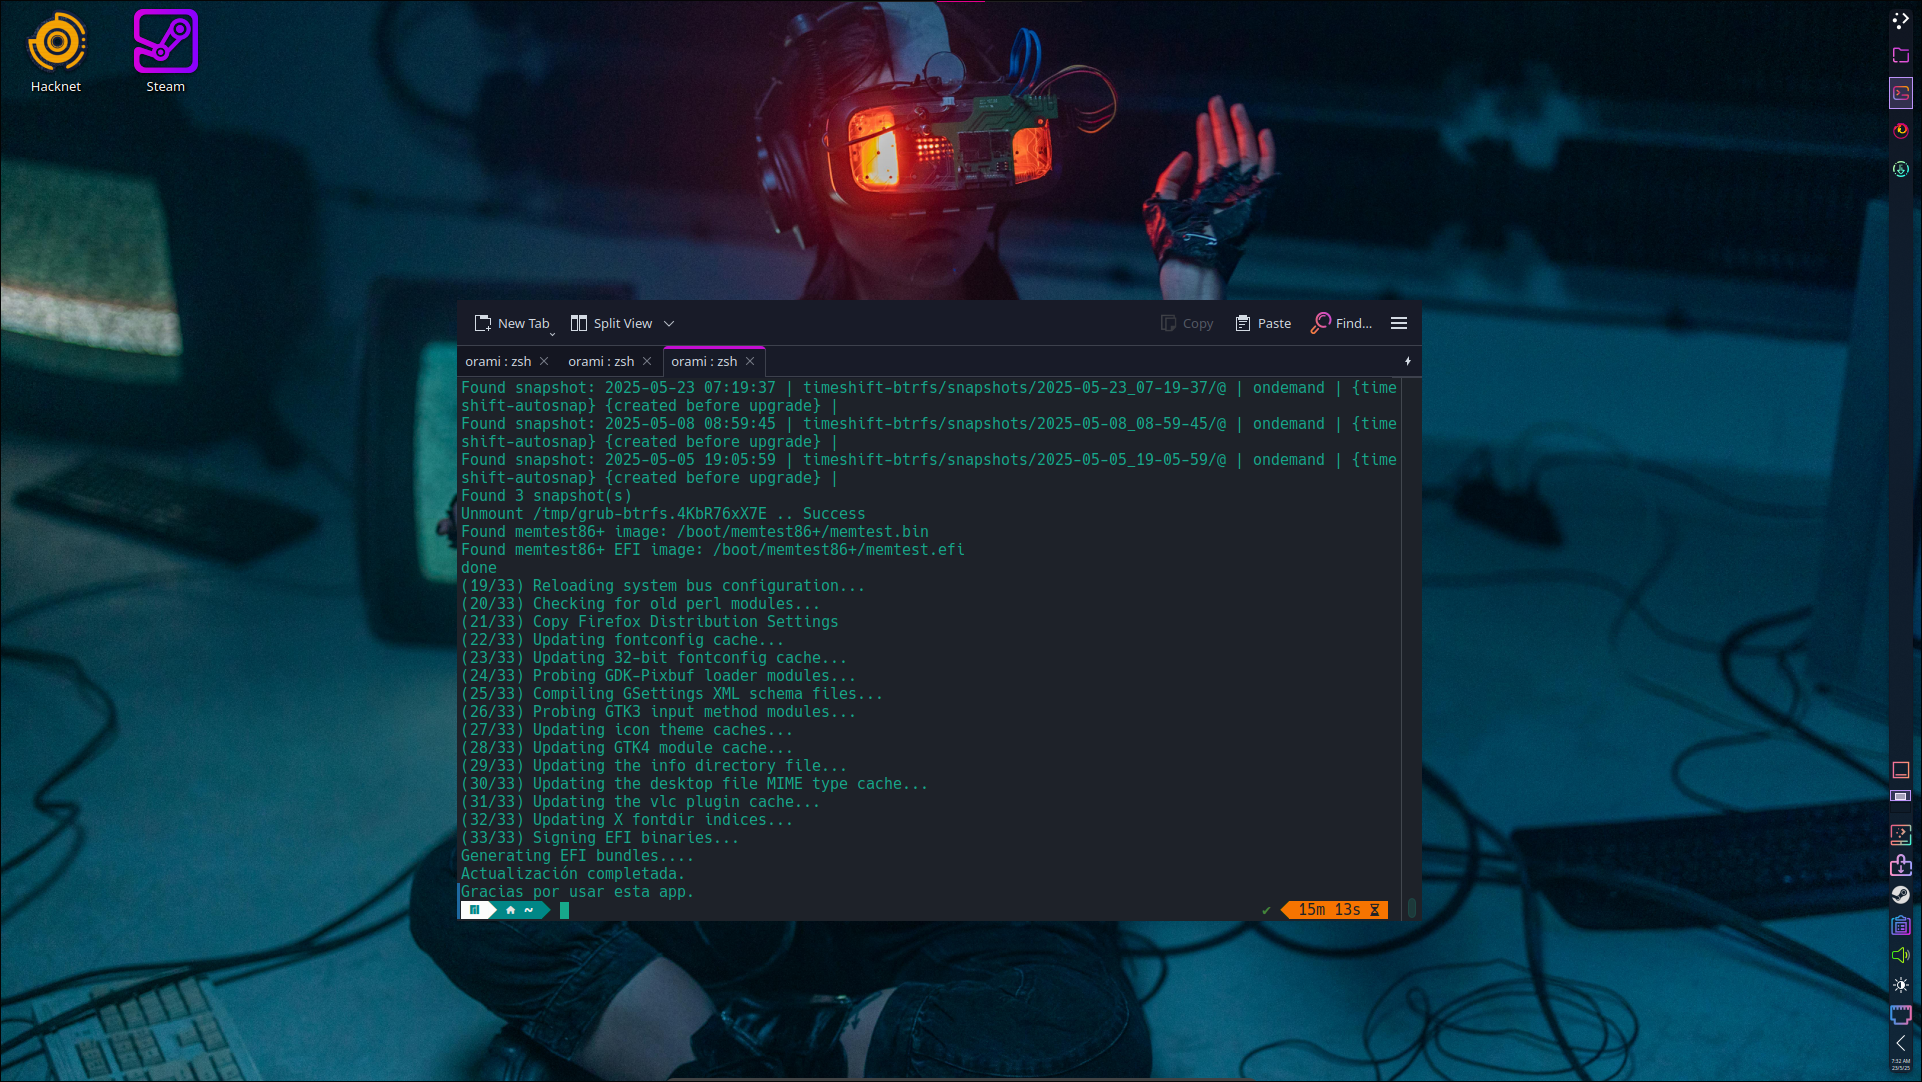 Hacknet
Steam
New Tab
Split View
Copy
Paste
Find...
orami : zsh
orami : zsh
orami : zsh
Found snapshot: 2025-05-23 07:19:37 | timeshift-btrfs/snapshots/2025-05-23_07-19-37/@ | ondemand | {time
shift-autosnap} {created before upgrade} |
Found snapshot: 2025-05-08 08:59:45 | timeshift-btrfs/snapshots/2025-05-08_08-59-45/@ | ondemand | {time
shift-autosnap} {created before upgrade} |
Found snapshot: 2025-05-05 19:05:59 | timeshift-btrfs/snapshots/2025-05-05_19-05-59/@ | ondemand | {time
shift-autosnap} {created before upgrade} |
Found 3 snapshot(s)
Unmount /tmp/grub-btrfs.4KbR76xX7E .. Success
Found memtest86+ image: /boot/memtest86+/memtest.bin
Found memtest86+ EFI image: /boot/memtest86+/memtest.efi
done
(19/33) Reloading system bus configuration...
(20/33) Checking for old perl modules...
(21/33) Copy Firefox Distribution Settings
(22/33) Updating fontconfig cache...
(23/33) Updating 32-bit fontconfig cache...
(24/33) Probing GDK-Pixbuf loader modules...
(25/33) Compiling GSettings XML schema files...
(26/33) Probing GTK3 input method modules...
(27/33) Updating icon theme caches...
(28/33) Updating GTK4 module cache...
(29/33) Updating the info directory file...
(30/33) Updating the desktop file MIME type cache...
(31/33) Updating the vlc plugin cache...
(32/33) Updating X fontdir indices...
(33/33) Signing EFI binaries...
Generating EFI bundles....
Actualización completada.
Gracias por usar esta app.
~ ✔ 15m 13s
7:32 AM
23/5/25